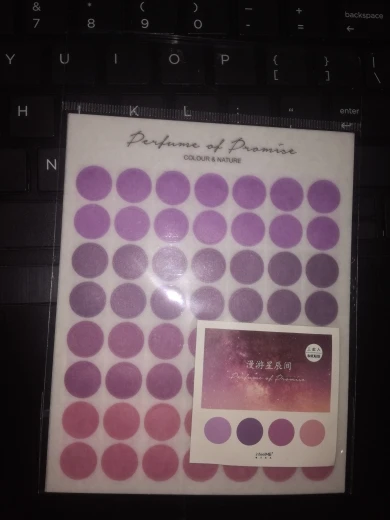 & * ( ) _ + backspace
7 8 9 0 - = ←
Y U I O P { } |
[ ] \
H J K L : " enter
; ' ↵
N
Perfume of Promise
COLOUR & NATURE
漫游星辰间
Perfume of Promise